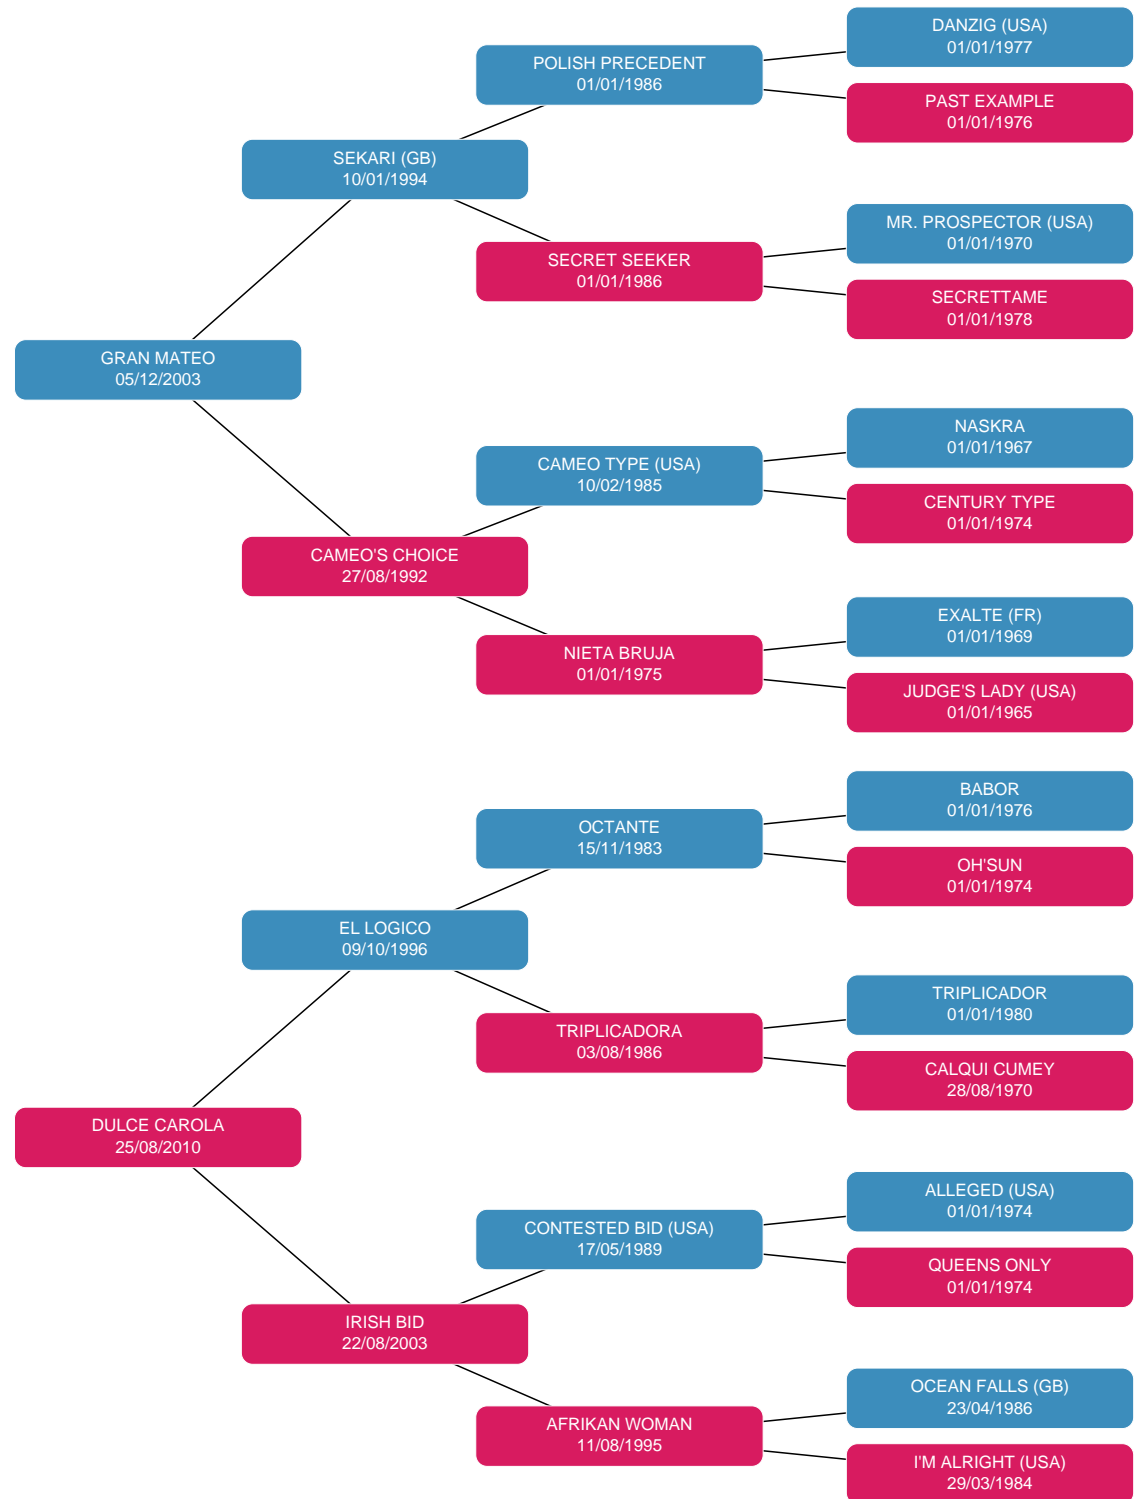 DANZIG (USA)
01/01/1977
POLISH PRECEDENT
01/01/1986
PAST EXAMPLE
01/01/1976
SEKARI (GB)
10/01/1994
MR. PROSPECTOR (USA)
01/01/1970
SECRET SEEKER
01/01/1986
SECRETTAME
01/01/1978
GRAN MATEO
05/12/2003
NASKRA
01/01/1967
CAMEO TYPE (USA)
10/02/1985
CENTURY TYPE
01/01/1974
CAMEO'S CHOICE
27/08/1992
EXALTE (FR)
01/01/1969
NIETA BRUJA
01/01/1975
JUDGE'S LADY (USA)
01/01/1965
BABOR
01/01/1976
OCTANTE
15/11/1983
OH'SUN
01/01/1974
EL LOGICO
09/10/1996
TRIPLICADOR
01/01/1980
TRIPLICADORA
03/08/1986
CALQUI CUMEY
28/08/1970
DULCE CAROLA
25/08/2010
ALLEGED (USA)
01/01/1974
CONTESTED BID (USA)
17/05/1989
QUEENS ONLY
01/01/1974
IRISH BID
22/08/2003
OCEAN FALLS (GB)
23/04/1986
AFRIKAN WOMAN
11/08/1995
I'M ALRIGHT (USA)
29/03/1984